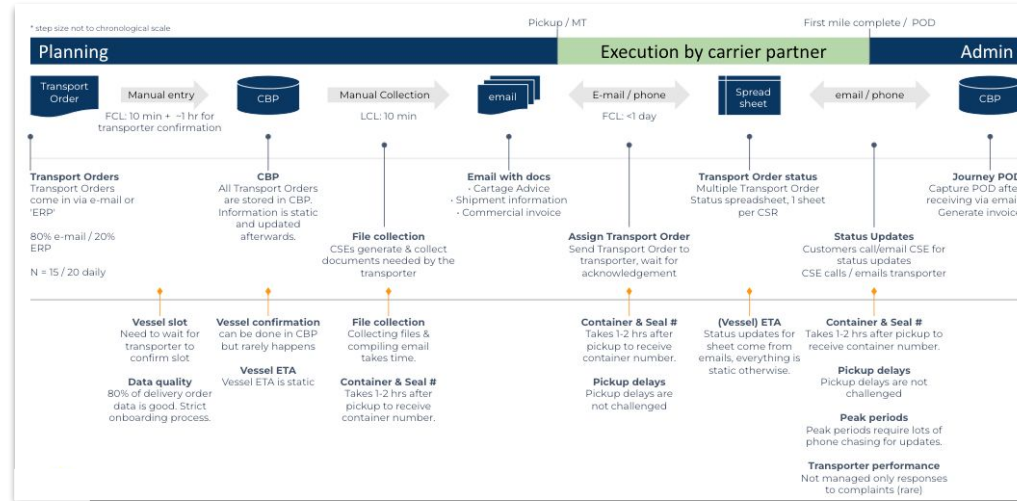 * step size not to chronological scale
Pickup / MT
First mile complete / POD
Planning
Execution by carrier partner
Admin
Transport
Order
Manual entry
FCL: 10 min + ~1 hr for
transporter confirmation
CBP
Manual Collection
LCL: 10 min
email
E-mail / phone
FCL: <1 day
Spread
sheet
email / phone
CBP
Transport Orders
Transport Orders
come in via e-mail or
'ERP'
80% e-mail / 20%
ERP
N = 15 / 20 daily
CBP
All Transport Orders
are stored in CBP.
Information is static
and updated
afterwards.
File collection
CSEs generate & collect
documents needed by the
transporter
Email with docs
• Cartage Advice
• Shipment information
• Commercial invoice
Assign Transport Order
Send Transport Order to
transporter, wait for
acknowledgement
Transport Order status
Multiple Transport Order
Status spreadsheet, 1 sheet
per CSR
Status Updates
Customers call/email CSE for
status updates
CSE calls / emails transporter
Journey POD
Capture POD after
receiving via email
Generate invoic
Vessel slot
Need to wait for
transporter to
confirm slot
Data quality
80% of delivery order
data is good. Strict
onboarding process.
Vessel confirmation
can be done in CBP
but rarely happens
Vessel ETA
Vessel ETA is static
File collection
Collecting files &
compiling email
takes time.
Container & Seal #
Takes 1-2 hrs after
pickup to receive
container number.
Container & Seal #
Takes 1-2 hrs after
pickup to receive
container number.
Pickup delays
Pickup delays are
not challenged
(Vessel) ETA
Status updates for
sheet come from
emails, everything is
static otherwise.
Container & Seal #
Takes 1-2 hrs after pickup to
receive container number.
Pickup delays
Pickup delays are not
challenged
Peak periods
Peak periods require lots of
phone chasing for updates.
Transporter performance
Not managed only responses
to complaints (rare)